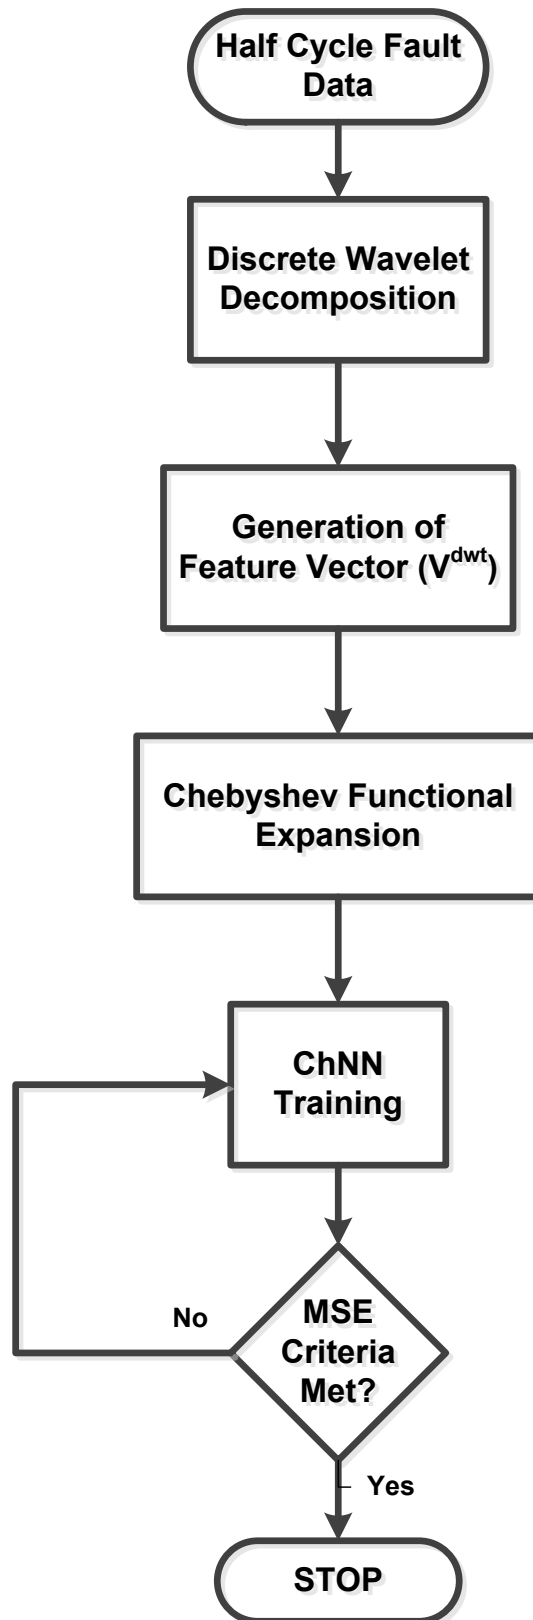 Half Cycle Fault
Data
Discrete Wavelet
Decomposition
Generation of
Feature Vector (V^dwt)
Chebyshev Functional
Expansion
ChNN
Training
No
MSE
Criteria
Met?
Yes
STOP